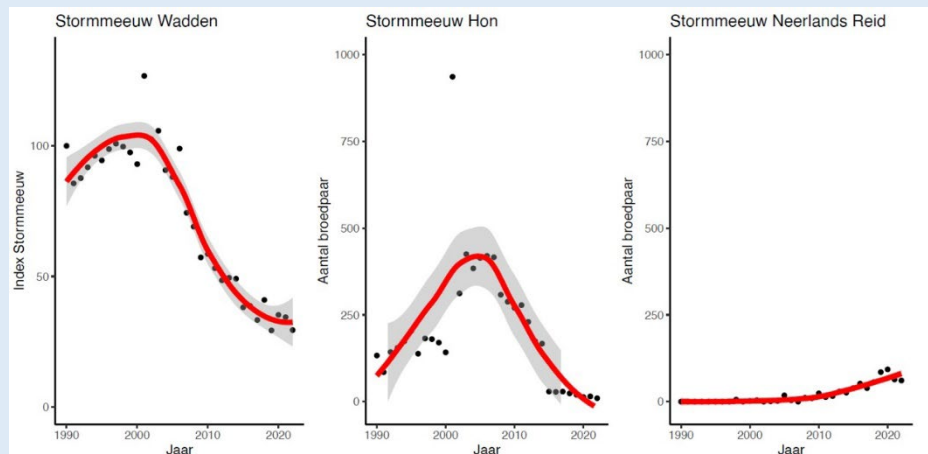 Stormmeeuw Wadden
Index Stormmeeuw
100
50
0
1990
2000
2010
2020
Jaar
Stormmeeuw Hon
Aantal broedpaar
1000
750
500
250
0
1990
2000
2010
2020
Jaar
Stormmeeuw Neerlands Reid
Aantal broedpaar
1000
750
500
250
0
1990
2000
2010
2020
Jaar